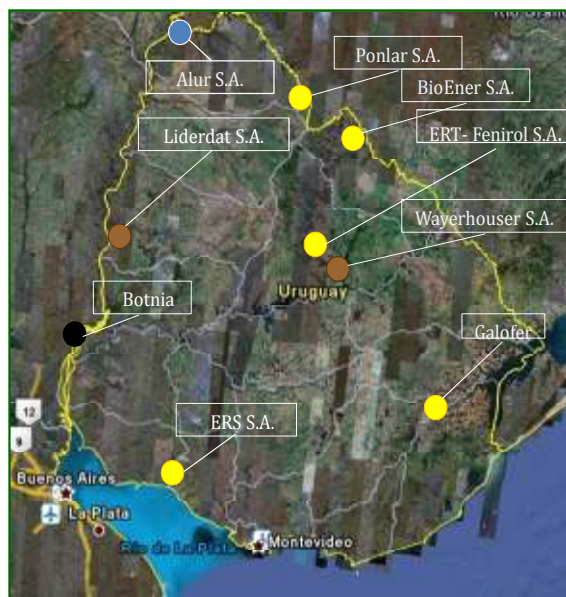 Ponlar S.A.
Alur S.A.
BioEner S.A.
Liderdat S.A.
ERT- Fenirol S.A.
Wayerhouser S.A.
Uruguay
Botnia
Galofer
12
9
ERS S.A.
Buenos Aires
La Plata
Montevideo
Río de La Plata